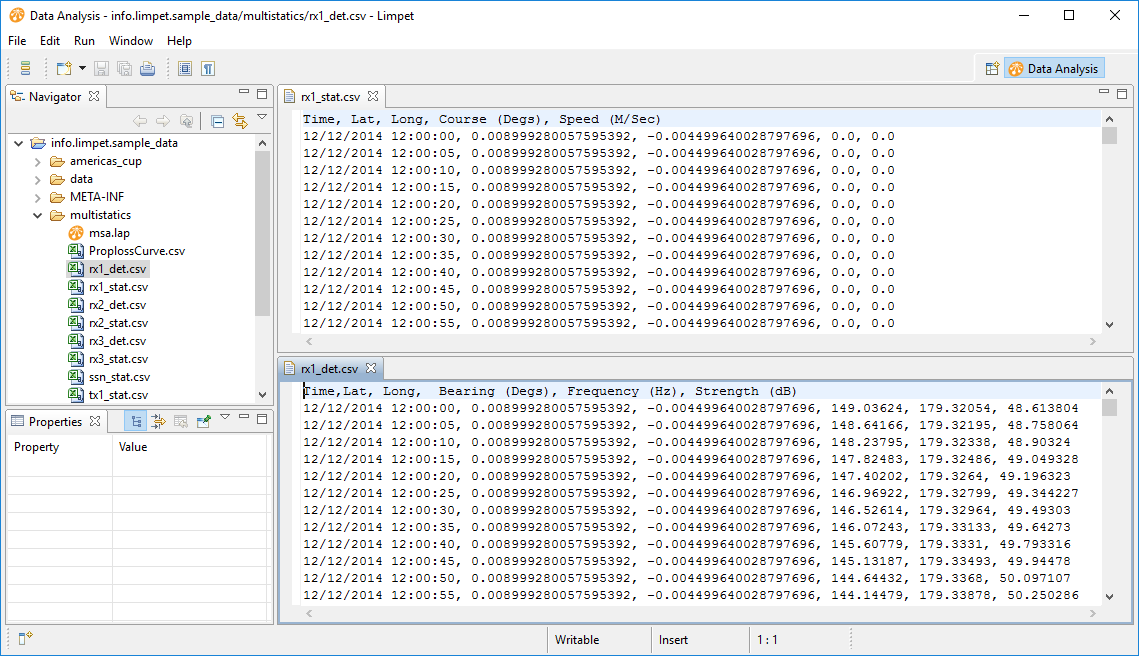 Data Analysis - info.limpet.sample_data/multistatics/rx1_det.csv - Limpet
File Edit Run Window Help
Data Analysis
Navigator
info.limpet.sample_data
americas_cup
data
META-INF
multistatics
msa.lap
ProplossCurve.csv
rx1_det.csv
rx1_stat.csv
rx2_det.csv
rx2_stat.csv
rx3_det.csv
rx3_stat.csv
ssn_stat.csv
tx1_stat.csv
Properties
Property Value
rx1_stat.csv
Time, Lat, Long, Course (Degs), Speed (M/Sec)
12/12/2014 12:00:00, 0.008999280057595392, -0.004499640028797696, 0.0, 0.0
12/12/2014 12:00:05, 0.008999280057595392, -0.004499640028797696, 0.0, 0.0
12/12/2014 12:00:10, 0.008999280057595392, -0.004499640028797696, 0.0, 0.0
12/12/2014 12:00:15, 0.008999280057595392, -0.004499640028797696, 0.0, 0.0
12/12/2014 12:00:20, 0.008999280057595392, -0.004499640028797696, 0.0, 0.0
12/12/2014 12:00:25, 0.008999280057595392, -0.004499640028797696, 0.0, 0.0
12/12/2014 12:00:30, 0.008999280057595392, -0.004499640028797696, 0.0, 0.0
12/12/2014 12:00:35, 0.008999280057595392, -0.004499640028797696, 0.0, 0.0
12/12/2014 12:00:40, 0.008999280057595392, -0.004499640028797696, 0.0, 0.0
12/12/2014 12:00:45, 0.008999280057595392, -0.004499640028797696, 0.0, 0.0
12/12/2014 12:00:50, 0.008999280057595392, -0.004499640028797696, 0.0, 0.0
12/12/2014 12:00:55, 0.008999280057595392, -0.004499640028797696, 0.0, 0.0
rx1_det.csv
Time,Lat, Long,  Bearing (Degs), Frequency (Hz), Strength (dB)
12/12/2014 12:00:00, 0.008999280057595392, -0.004499640028797696, 149.03624, 179.32054, 48.613804
12/12/2014 12:00:05, 0.008999280057595392, -0.004499640028797696, 148.64166, 179.32195, 48.758064
12/12/2014 12:00:10, 0.008999280057595392, -0.004499640028797696, 148.23795, 179.32338, 48.90324
12/12/2014 12:00:15, 0.008999280057595392, -0.004499640028797696, 147.82483, 179.32486, 49.049328
12/12/2014 12:00:20, 0.008999280057595392, -0.004499640028797696, 147.40202, 179.3264, 49.196323
12/12/2014 12:00:25, 0.008999280057595392, -0.004499640028797696, 146.96922, 179.32799, 49.344227
12/12/2014 12:00:30, 0.008999280057595392, -0.004499640028797696, 146.52614, 179.32964, 49.49303
12/12/2014 12:00:35, 0.008999280057595392, -0.004499640028797696, 146.07243, 179.33133, 49.64273
12/12/2014 12:00:40, 0.008999280057595392, -0.004499640028797696, 145.60779, 179.3331, 49.793316
12/12/2014 12:00:45, 0.008999280057595392, -0.004499640028797696, 145.13187, 179.33493, 49.94478
12/12/2014 12:00:50, 0.008999280057595392, -0.004499640028797696, 144.64432, 179.3368, 50.097107
12/12/2014 12:00:55, 0.008999280057595392, -0.004499640028797696, 144.14479, 179.33878, 50.250286
Writable Insert 1 : 1